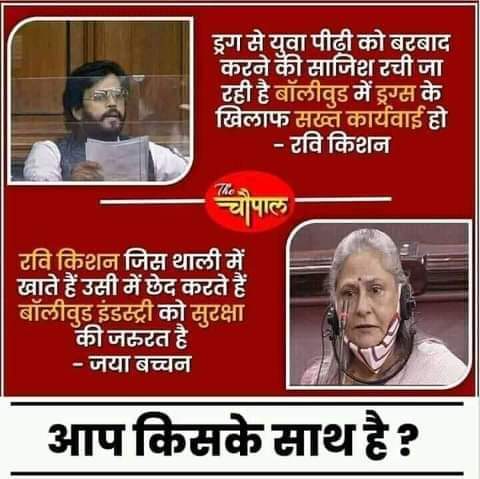 ड्रग से युवा पीढ़ी को बरबाद
करने की साजिश रची जा
रही है बॉलीवुड में ड्रग्स के
खिलाफ सख्त कार्यवाई हो
- रवि किशन
The
चौपाल
रवि किशन जिस थाली में
खाते हैं उसी में छेद करते हैं
बॉलीवुड इंडस्ट्री को सुरक्षा
की जरुरत है
- जया बच्चन
आप किसके साथ है ?